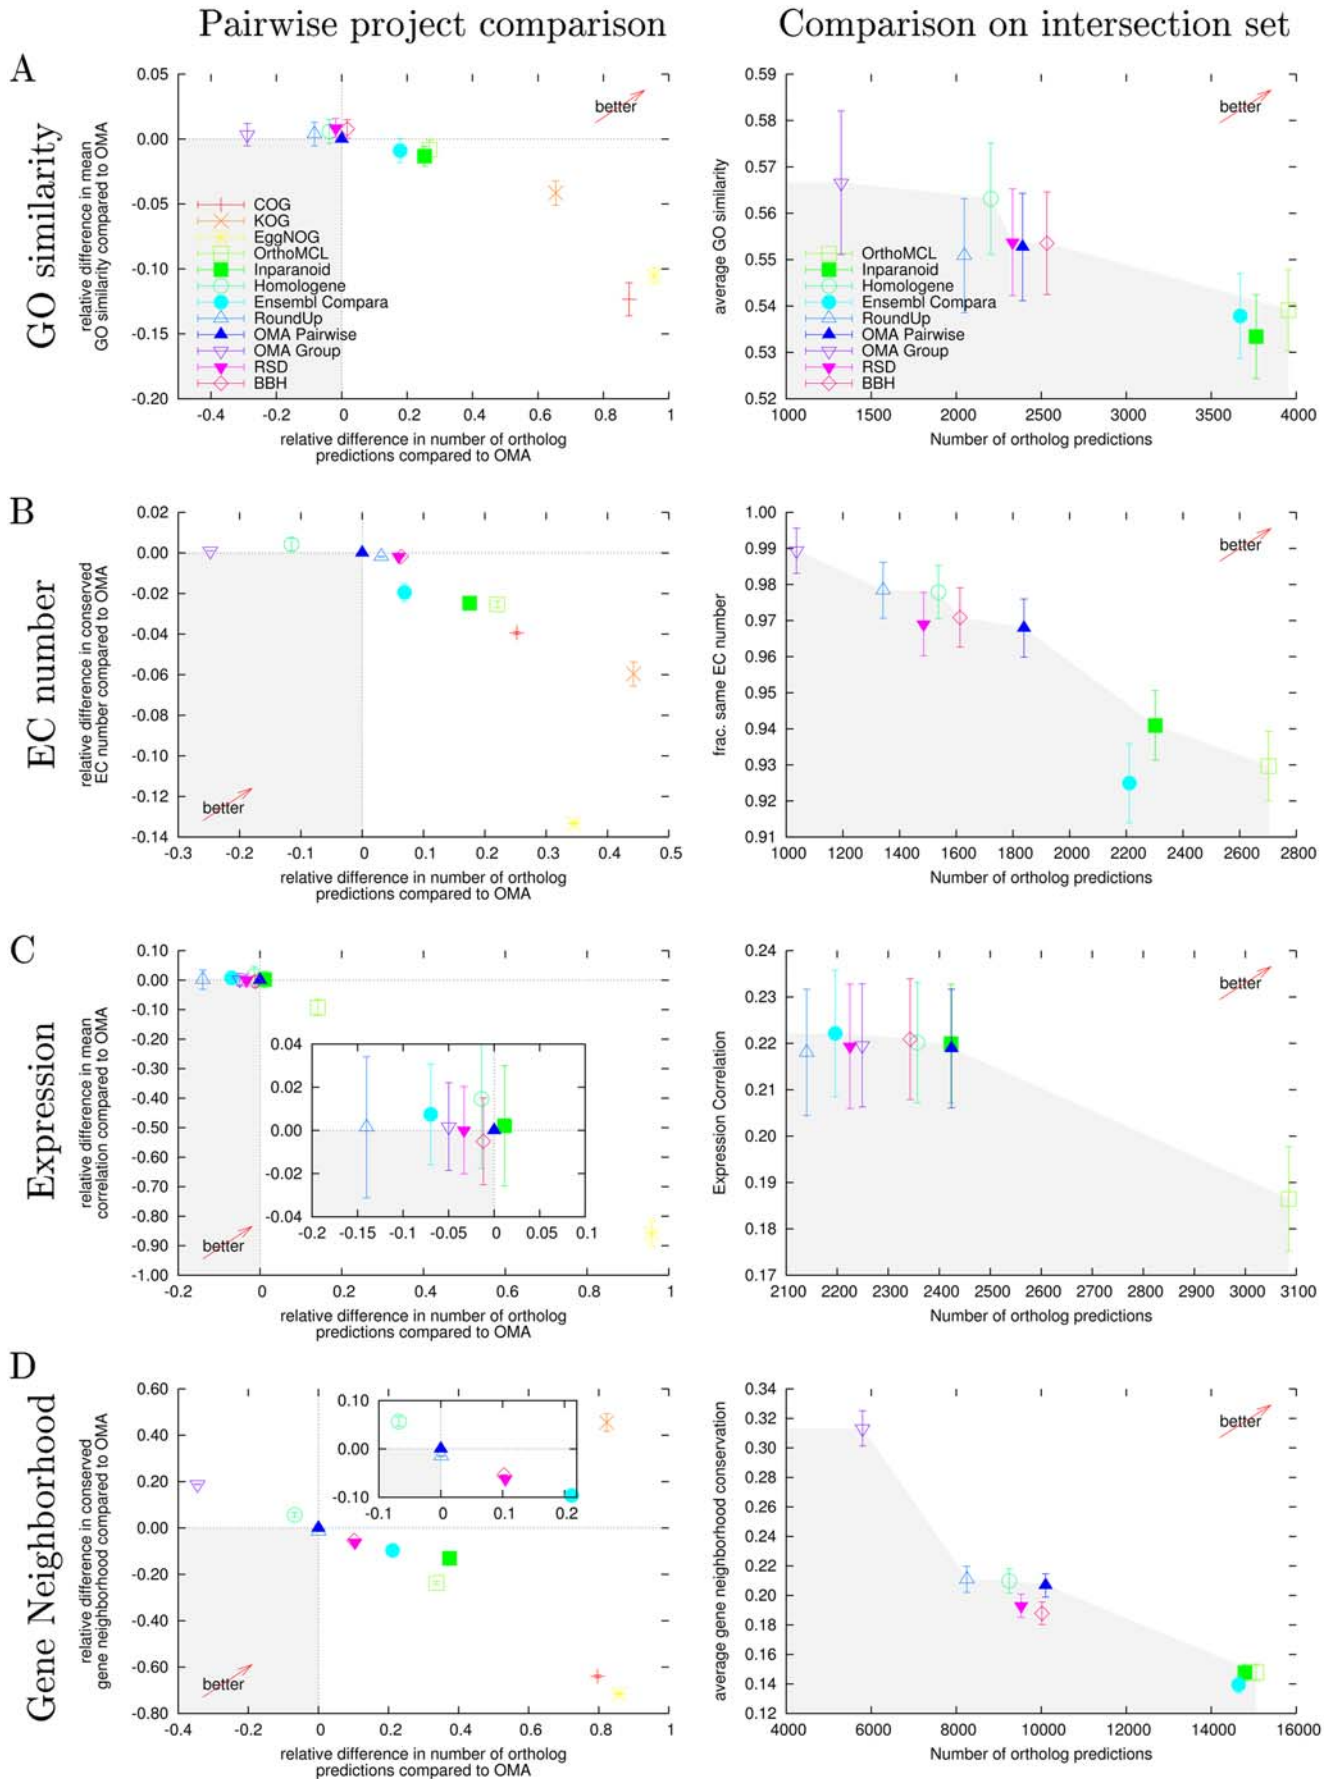 Pairwise project comparison
Comparison on intersection set
A
GO similarity
relative difference in mean
GO similarity compared to OMA
0.05
0.00
-0.05
-0.10
-0.15
-0.20
better
COG
KOG
EggNOG
OrthoMCL
Inparanoid
Homologene
Ensembl Compara
RoundUp
OMA Pairwise
OMA Group
RSD
BBH
-0.4 -0.2 0 0.2 0.4 0.6 0.8 1
relative difference in number of ortholog
predictions compared to OMA
average GO similarity
0.59
0.58
0.57
0.56
0.55
0.54
0.53
0.52
better
OrthoMCL
Inparanoid
Homologene
Ensembl Compara
RoundUp
OMA Pairwise
OMA Group
RSD
BBH
1000 1500 2000 2500 3000 3500 4000
Number of ortholog predictions
B
EC number
relative difference in conserved
EC number compared to OMA
0.02
0.00
-0.02
-0.04
-0.06
-0.08
-0.10
-0.12
-0.14
better
-0.3 -0.2 -0.1 0 0.1 0.2 0.3 0.4 0.5
relative difference in number of ortholog
predictions compared to OMA
frac. same EC number
1.00
0.99
0.98
0.97
0.96
0.95
0.94
0.93
0.92
0.91
better
1000 1200 1400 1600 1800 2000 2200 2400 2600 2800
Number of ortholog predictions
C
Expression
relative difference in mean
correlation compared to OMA
0.10
0.00
-0.10
-0.20
-0.30
-0.40
-0.50
-0.60
-0.70
-0.80
-0.90
-1.00
better
0.04
0.02
0.00
-0.02
-0.04
-0.2 -0.15 -0.1 -0.05 0 0.05 0.1
-0.2 0 0.2 0.4 0.6 0.8 1
relative difference in number of ortholog
predictions compared to OMA
Expression Correlation
0.24
0.23
0.22
0.21
0.20
0.19
0.18
0.17
better
2100 2200 2300 2400 2500 2600 2700 2800 2900 3000 3100
Number of ortholog predictions
D
Gene Neighborhood
relative difference in conserved
gene neighborhood compared to OMA
0.60
0.40
0.20
0.00
-0.20
-0.40
-0.60
-0.80
better
0.10
0.00
-0.10
-0.1 0 0.1 0.2
-0.4 -0.2 0 0.2 0.4 0.6 0.8 1
relative difference in number of ortholog
predictions compared to OMA
average gene neighborhood conservation
0.34
0.32
0.30
0.28
0.26
0.24
0.22
0.20
0.18
0.16
0.14
0.12
better
4000 6000 8000 10000 12000 14000 16000
Number of ortholog predictions